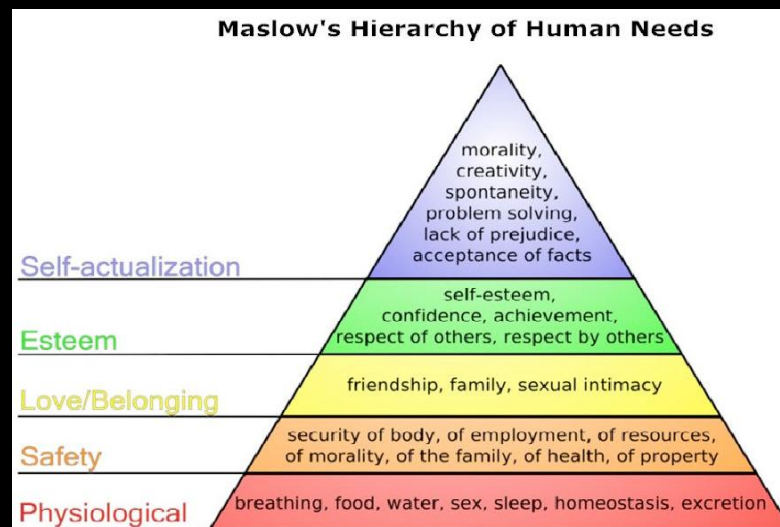 Maslow's Hierarchy of Human Needs
morality,
creativity,
spontaneity,
problem solving,
lack of prejudice,
acceptance of facts
Self-actualization
self-esteem,
confidence, achievement,
respect of others, respect by others
Esteem
friendship, family, sexual intimacy
Love/Belonging
security of body, of employment, of resources,
of morality, of the family, of health, of property
Safety
breathing, food, water, sex, sleep, homeostasis, excretion
Physiological